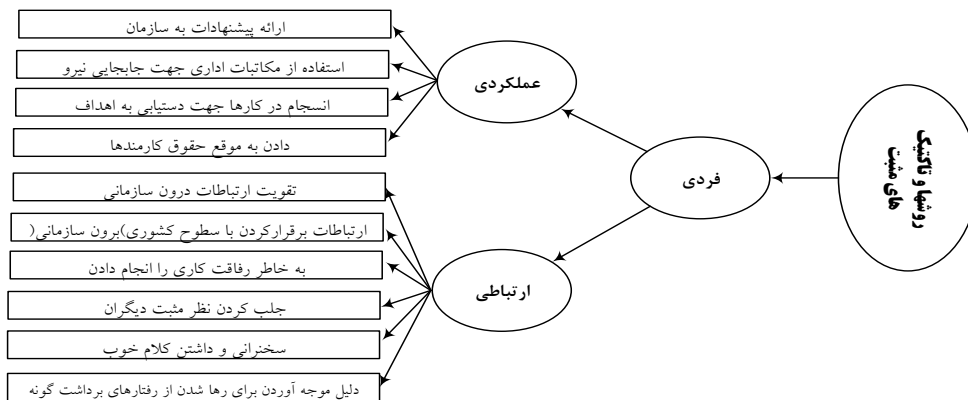 روشها و تاکتیک
های مثبت
فردی
عملکردی
ارائه پیشنهادات به سازمان
استفاده از مکاتبات اداری جهت جابجایی نیرو
انسجام در کارها جهت دستیابی به اهداف
دادن به موقع حقوق کارمندها
ارتباطی
تقویت ارتباطات درون سازمانی
ارتباطات برقرارکردن با سطوح کشوری)برون سازمانی(
به خاطر رفاقت کاری را انجام دادن
جلب کردن نظر مثبت دیگران
سخنرانی و داشتن کلام خوب
دلیل موجه آوردن برای رها شدن از رفتارهای برداشت گونه